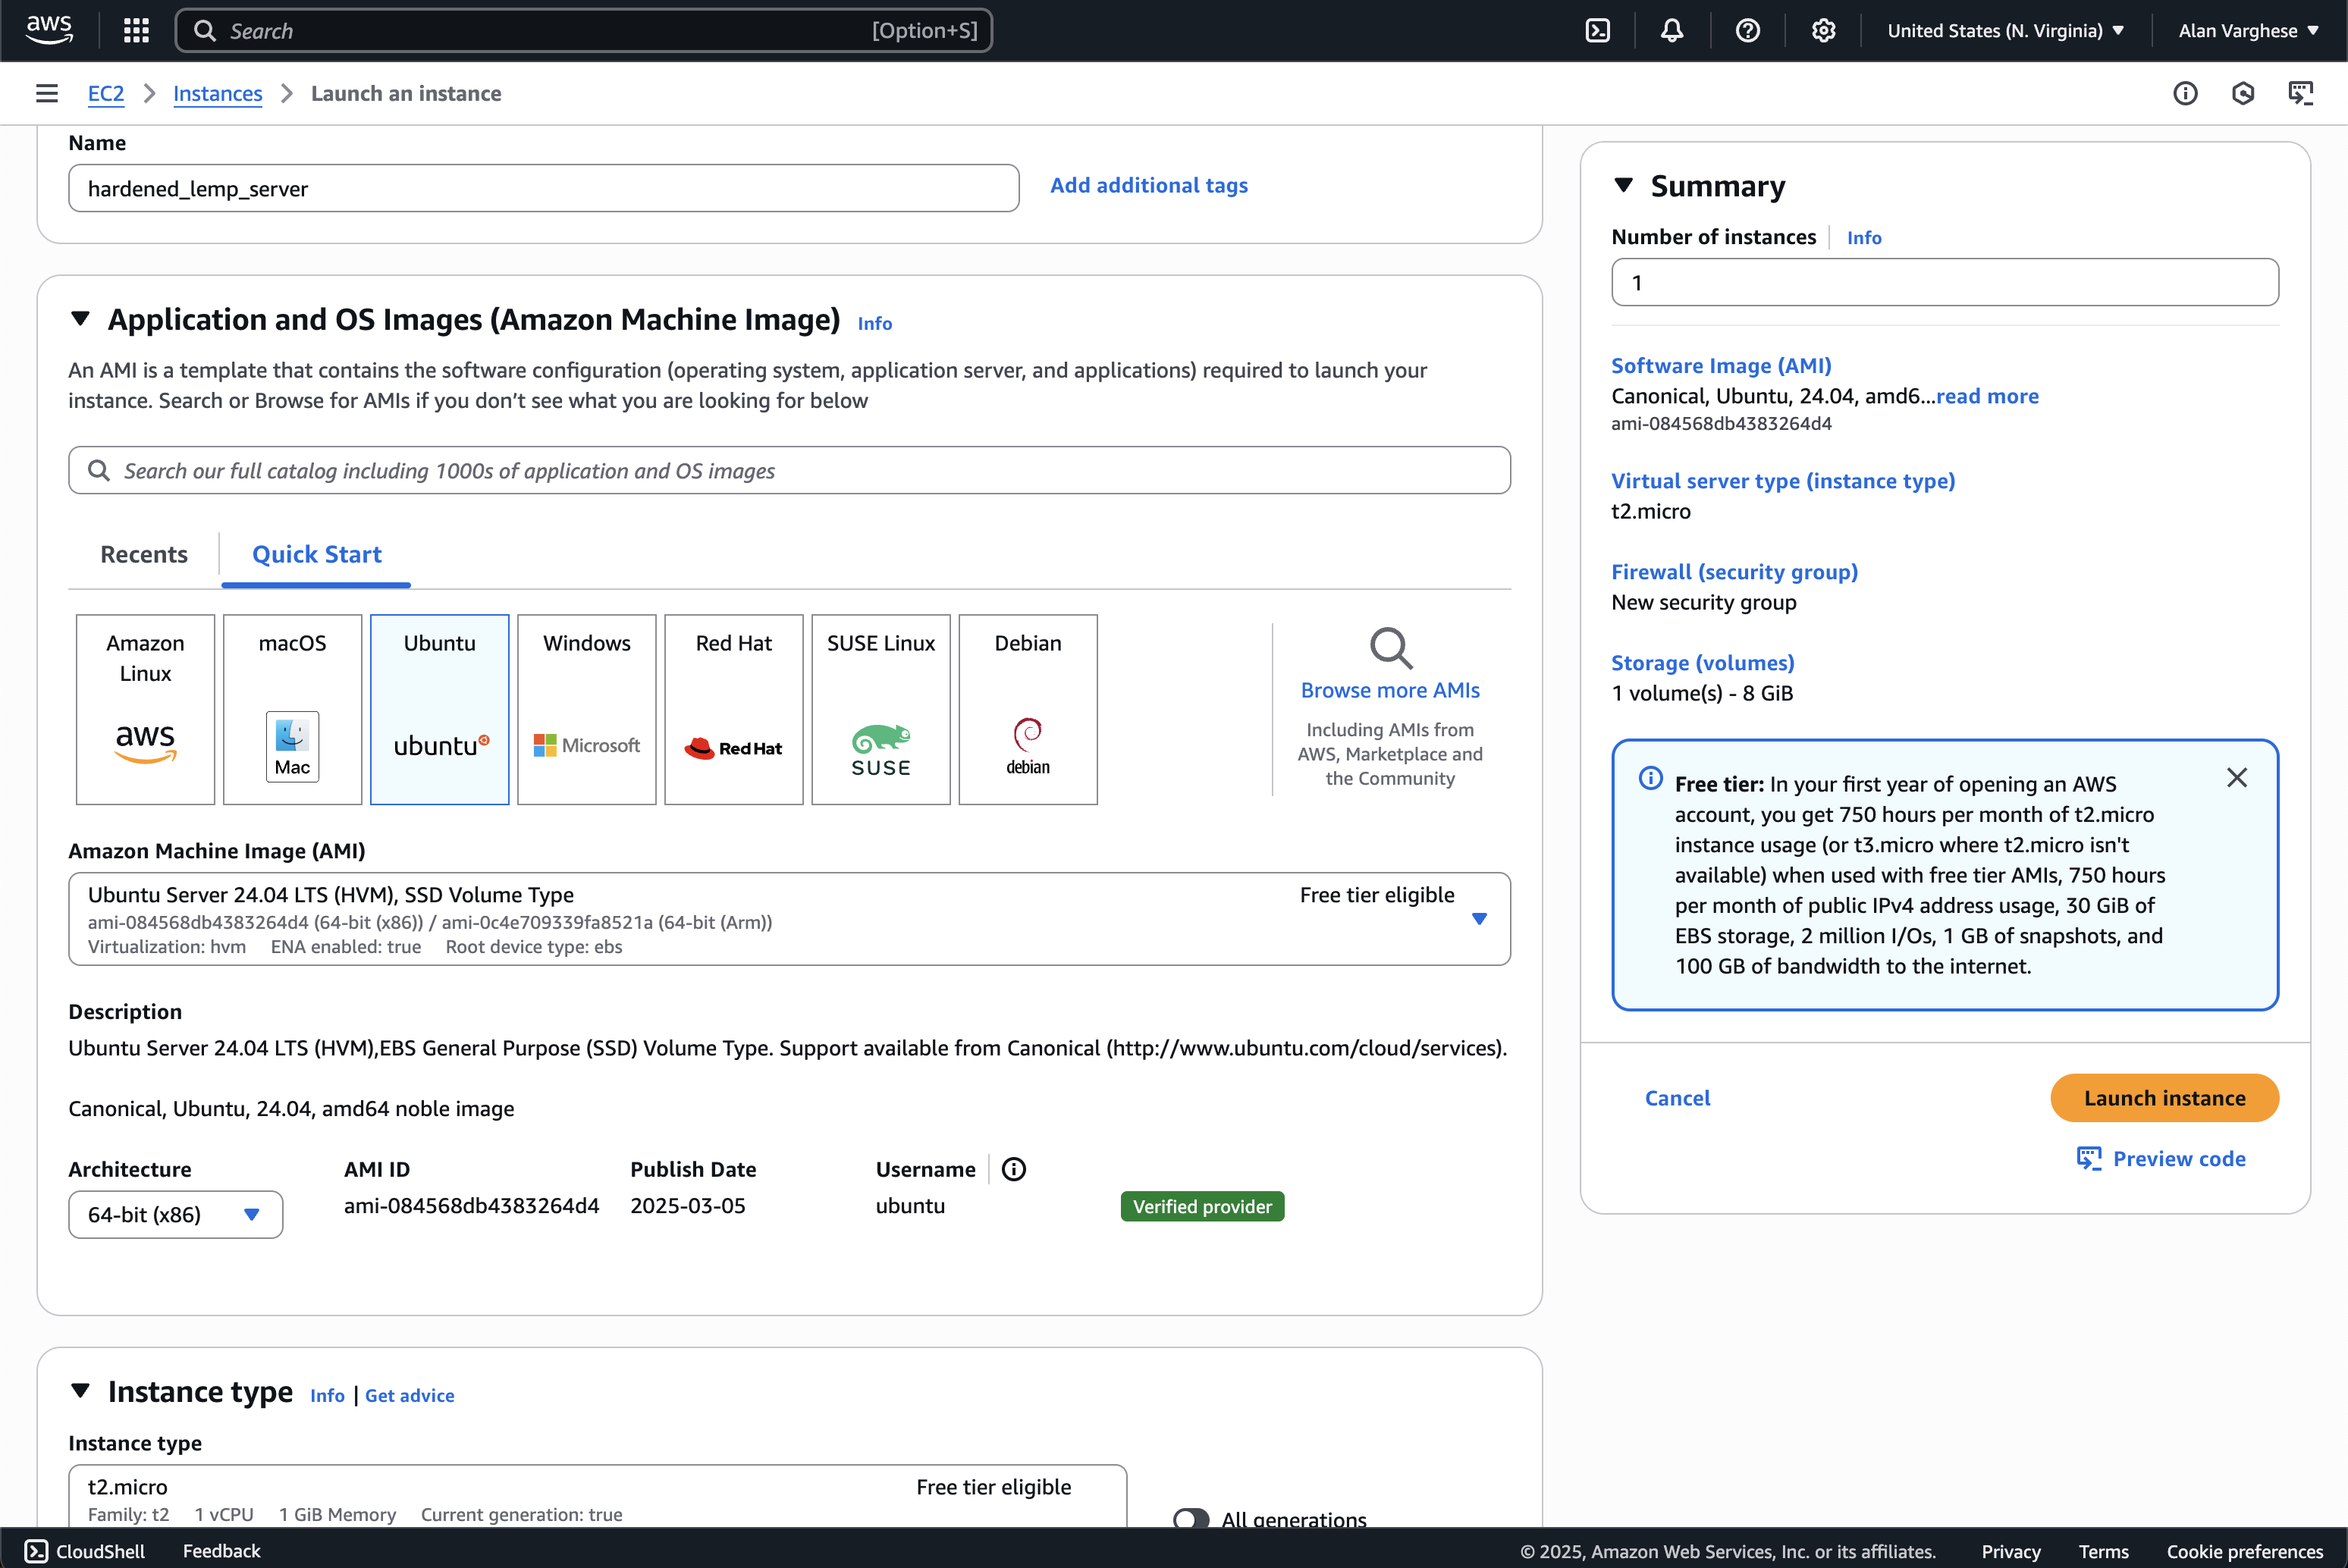 aws
Search
[Option+S]
United States (N. Virginia)
Alan Varghese
EC2
Instances
Launch an instance
Name
hardened_lemp_server
Add additional tags
Application and OS Images (Amazon Machine Image) Info
An AMI is a template that contains the software configuration (operating system, application server, and applications) required to launch your
instance. Search or Browse for AMIs if you don’t see what you are looking for below
Search our full catalog including 1000s of application and OS images
Recents
Quick Start
Amazon
Linux
aws
macOS
Mac
Ubuntu
ubuntu
Windows
Microsoft
Red Hat
Red Hat
SUSE Linux
SUSE
Debian
debian
Browse more AMIs
Including AMIs from
AWS, Marketplace and
the Community
Amazon Machine Image (AMI)
Ubuntu Server 24.04 LTS (HVM), SSD Volume Type
Free tier eligible
ami-084568db4383264d4 (64-bit (x86)) / ami-0c4e709339fa8521a (64-bit (Arm))
Virtualization: hvm ENA enabled: true Root device type: ebs
Description
Ubuntu Server 24.04 LTS (HVM),EBS General Purpose (SSD) Volume Type. Support available from Canonical (http://www.ubuntu.com/cloud/services).
Canonical, Ubuntu, 24.04, amd64 noble image
Architecture
64-bit (x86)
AMI ID
ami-084568db4383264d4
Publish Date
2025-03-05
Username
ubuntu
Verified provider
Instance type Info | Get advice
Instance type
t2.micro
Free tier eligible
Family: t2 1 vCPU 1 GiB Memory Current generation: true
All generations
Summary
Number of instances
Info
1
Software Image (AMI)
Canonical, Ubuntu, 24.04, amd6...read more
ami-084568db4383264d4
Virtual server type (instance type)
t2.micro
Firewall (security group)
New security group
Storage (volumes)
1 volume(s) - 8 GiB
Free tier: In your first year of opening an AWS
account, you get 750 hours per month of t2.micro
instance usage (or t3.micro where t2.micro isn't
available) when used with free tier AMIs, 750 hours
per month of public IPv4 address usage, 30 GiB of
EBS storage, 2 million I/Os, 1 GB of snapshots, and
100 GB of bandwidth to the internet.
Cancel
Launch instance
Preview code
CloudShell
Feedback
© 2025, Amazon Web Services, Inc. or its affiliates.
Privacy
Terms
Cookie preferences